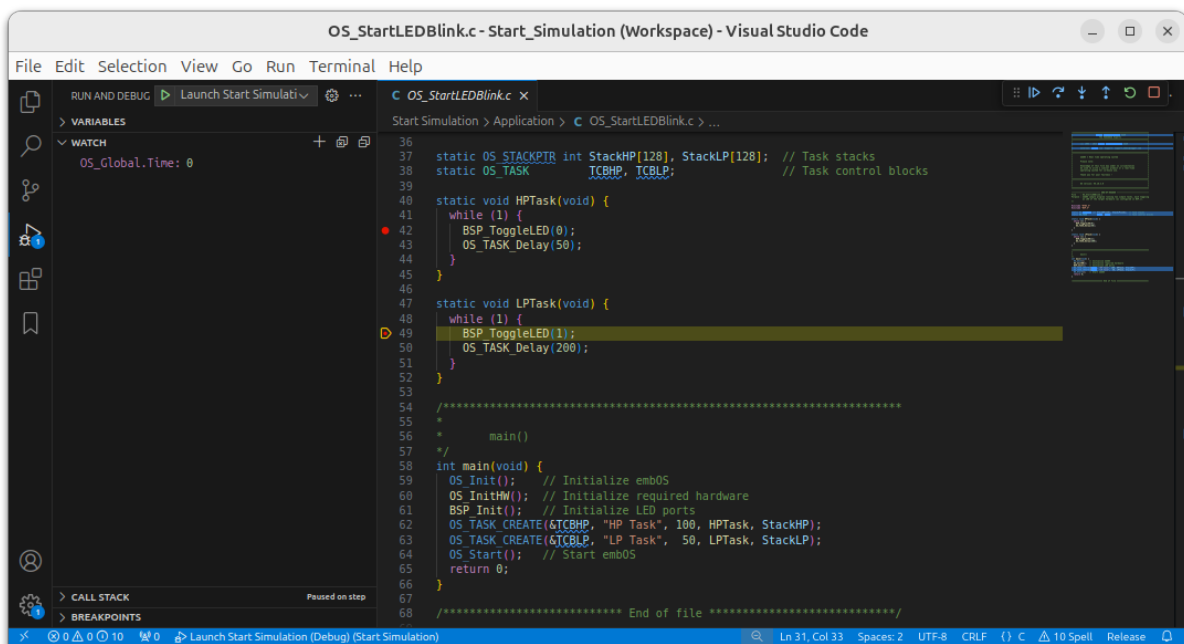 OS_StartLEDBlink.c - Start_Simulation (Workspace) - Visual Studio Code
File Edit Selection View Go Run Terminal Help
RUN AND DEBUG Launch Start Simulati
VARIABLES
WATCH
OS_Global.Time: 0
CALL STACK Paused on step
BREAKPOINTS
C OS_StartLEDBlink.c
Start Simulation > Application > C OS_StartLEDBlink.c > ...
36
37 static OS_STACKPTR int StackHP[128], StackLP[128]; // Task stacks
38 static OS_TASK TCBHP, TCBLP; // Task control blocks
39
40 static void HPTask(void) {
41 while (1) {
42 BSP_ToggleLED(0);
43 OS_TASK_Delay(50);
44 }
45 }
46
47 static void LPTask(void) {
48 while (1) {
49 BSP_ToggleLED(1);
50 OS_TASK_Delay(200);
51 }
52 }
53
54 /*********************************************************************
55 *
56 * main()
57 */
58 int main(void) {
59 OS_Init(); // Initialize embOS
60 OS_InitHW(); // Initialize required hardware
61 BSP_Init(); // Initialize LED ports
62 OS_TASK_CREATE(&TCBHP, "HP Task", 100, HPTask, StackHP);
63 OS_TASK_CREATE(&TCBLP, "LP Task", 50, LPTask, StackLP);
64 OS_Start(); // Start embOS
65 return 0;
66 }
67
68 /*************************** End of file ****************************/
0 0 10 0 Launch Start Simulation (Debug) (Start Simulation) Ln 31, Col 33 Spaces: 2 UTF-8 CRLF {} C 10 Spell Release